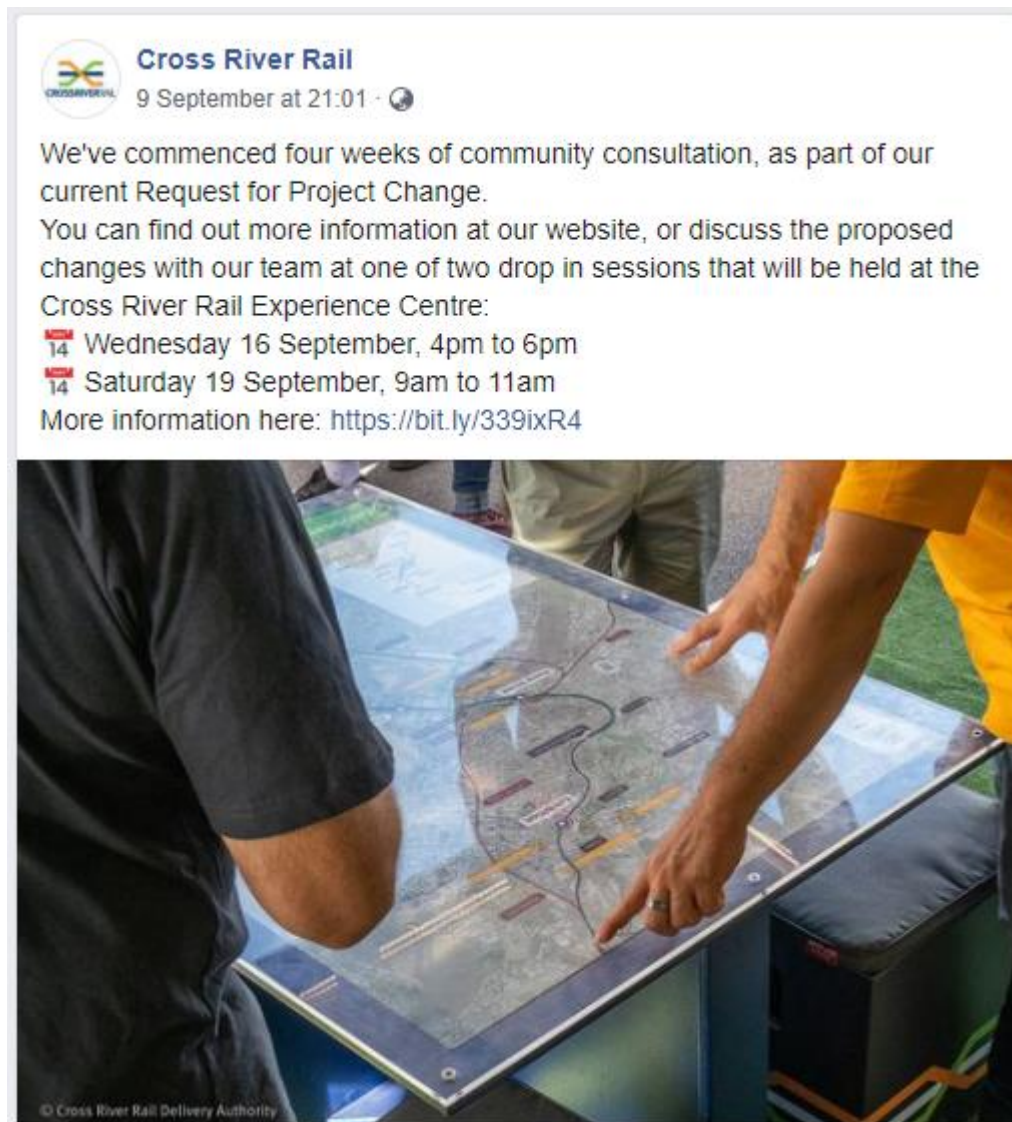 Cross River Rail
CROSSRIVERRAIL
9 September at 21:01 ·
We've commenced four weeks of community consultation, as part of our
current Request for Project Change.
You can find out more information at our website, or discuss the proposed
changes with our team at one of two drop in sessions that will be held at the
Cross River Rail Experience Centre:
14 Wednesday 16 September, 4pm to 6pm
14 Saturday 19 September, 9am to 11am
More information here: https://bit.ly/339ixR4
© Cross River Rail Delivery Authority